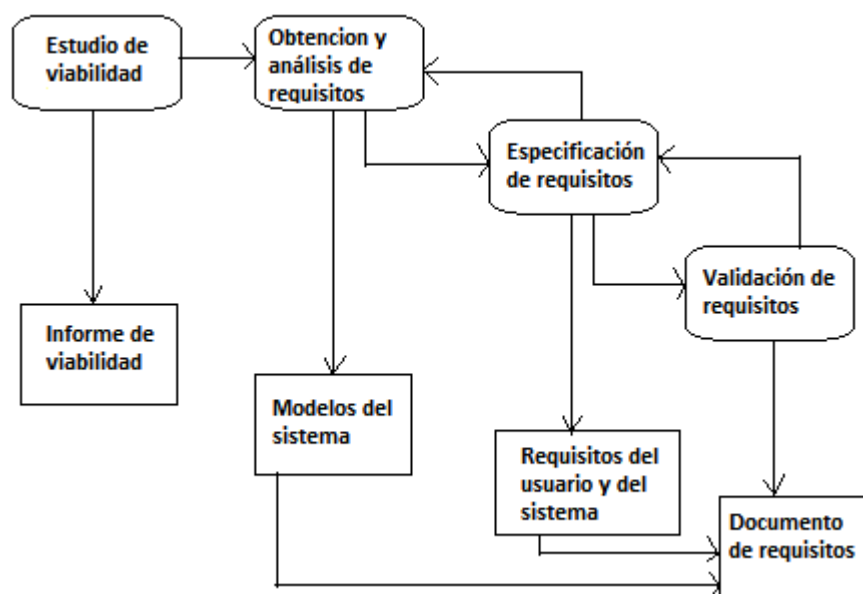 Estudio de
viabilidad
Obtencion y
análisis de
requisitos
Especificación
de requisitos
Validación de
requisitos
Informe de
viabilidad
Modelos del
sistema
Requisitos del
usuario y del
sistema
Documento
de requisitos